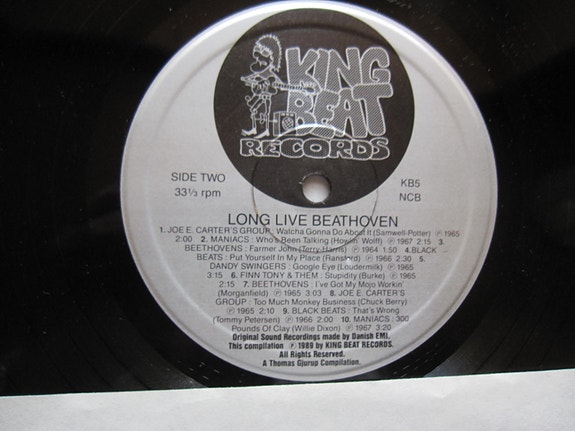 KING
BEAT
RECORDS
SIDE TWO
33⅓ rpm
KB5
NCB
LONG LIVE BEATHOVEN
1. JOE E. CARTER'S GROUP : Watcha Gonna Do About It (Samwell-Potter) ℗ 1965
2:00 2. MANIACS : Who's Been Talking (Howlin' Wolff) ℗ 1967 2:15 3.
BEETHOVENS : Farmer John (Terry-Harris) ℗ 1964 1:50 4. BLACK
BEATS : Put Yourself In My Place (Ransford) ℗ 1966 2:30 5.
DANDY SWINGERS : Google Eye (Loudermilk) ℗ 1965
3:15 6. FINN TONY & THEM : Stupidity (Burke) ℗ 1965
2:15 7. BEETHOVENS : I've Got My Mojo Workin'
(Morganfield) ℗ 1965 3:03 8. JOE E. CARTER'S
GROUP : Too Much Monkey Business (Chuck Berry)
℗ 1965 2:10 9. BLACK BEATS : That's Wrong
(Tommy Petersen) ℗ 1966 2:00 10. MANIACS : 300
Pounds Of Clay (Willie Dixon) ℗ 1967 3:20
Original Sound Recordings made by Danish EMI.
This compilation ℗ 1989 by KING BEAT RECORDS.
All Rights Reserved.
A Thomas Gjurup Compilation.